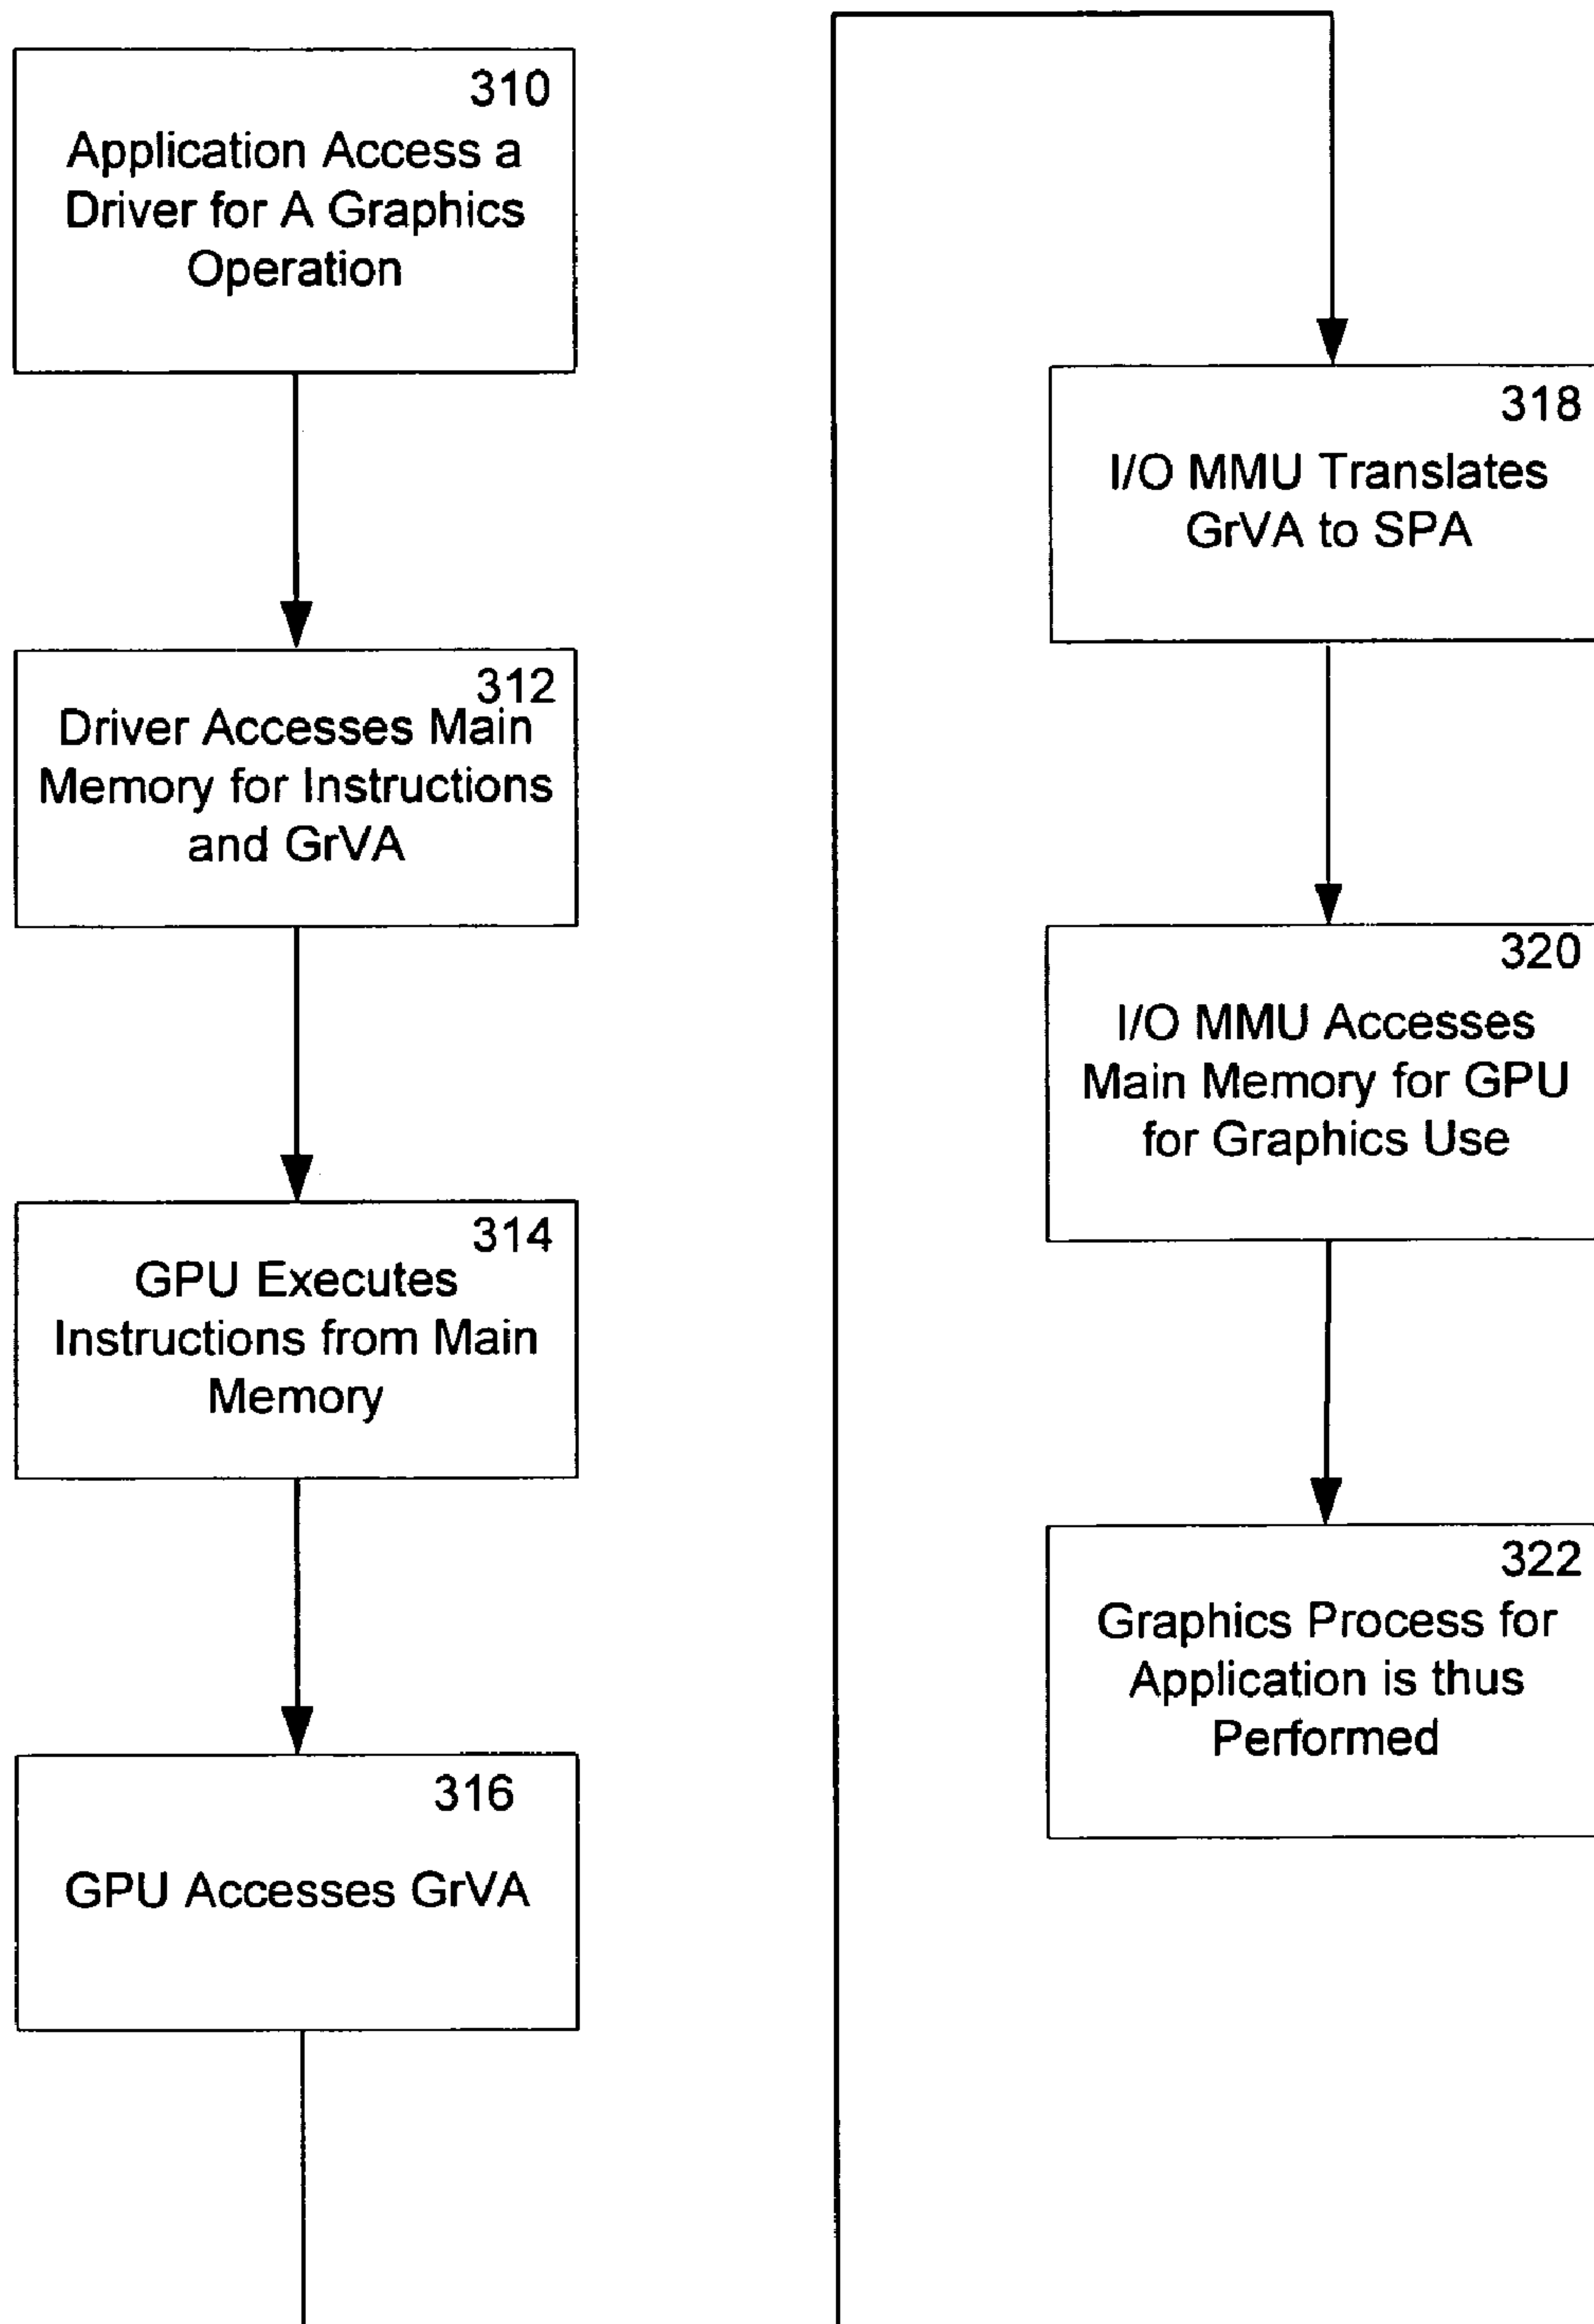 310
Application Access a
Driver for A Graphics
Operation
312
Driver Accesses Main
Memory for Instructions
and GrVA
314
GPU Executes
Instructions from Main
Memory
316
GPU Accesses GrVA
318
I/O MMU Translates
GrVA to SPA
320
I/O MMU Accesses
Main Memory for GPU
for Graphics Use
322
Graphics Process for
Application is thus
Performed